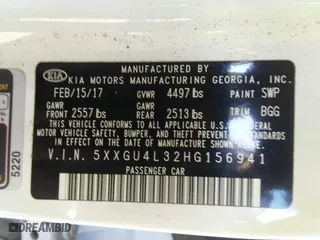 MANUFACTURED BY
KIA KIA MOTORS MANUFACTURING GEORGIA, INC.
FEB/15/17 GVWR 4497 lbs PAINT SWP
GAWR FRONT 2557 lbs GAWR REAR 2513 lbs TRIM BGG
THIS VEHICLE CONFORMS TO ALL APPLICABLE U.S.A. FEDERAL
MOTOR VEHICLE SAFETY, BUMPER, AND THEFT PREVENTION
STANDARDS IN EFFECT ON THE DATE OF MANUFACTURE SHOWN ABOVE.
V.I.N. 5XXGU4L32HG156941
PASSENGER CAR
5220
DREAMBID